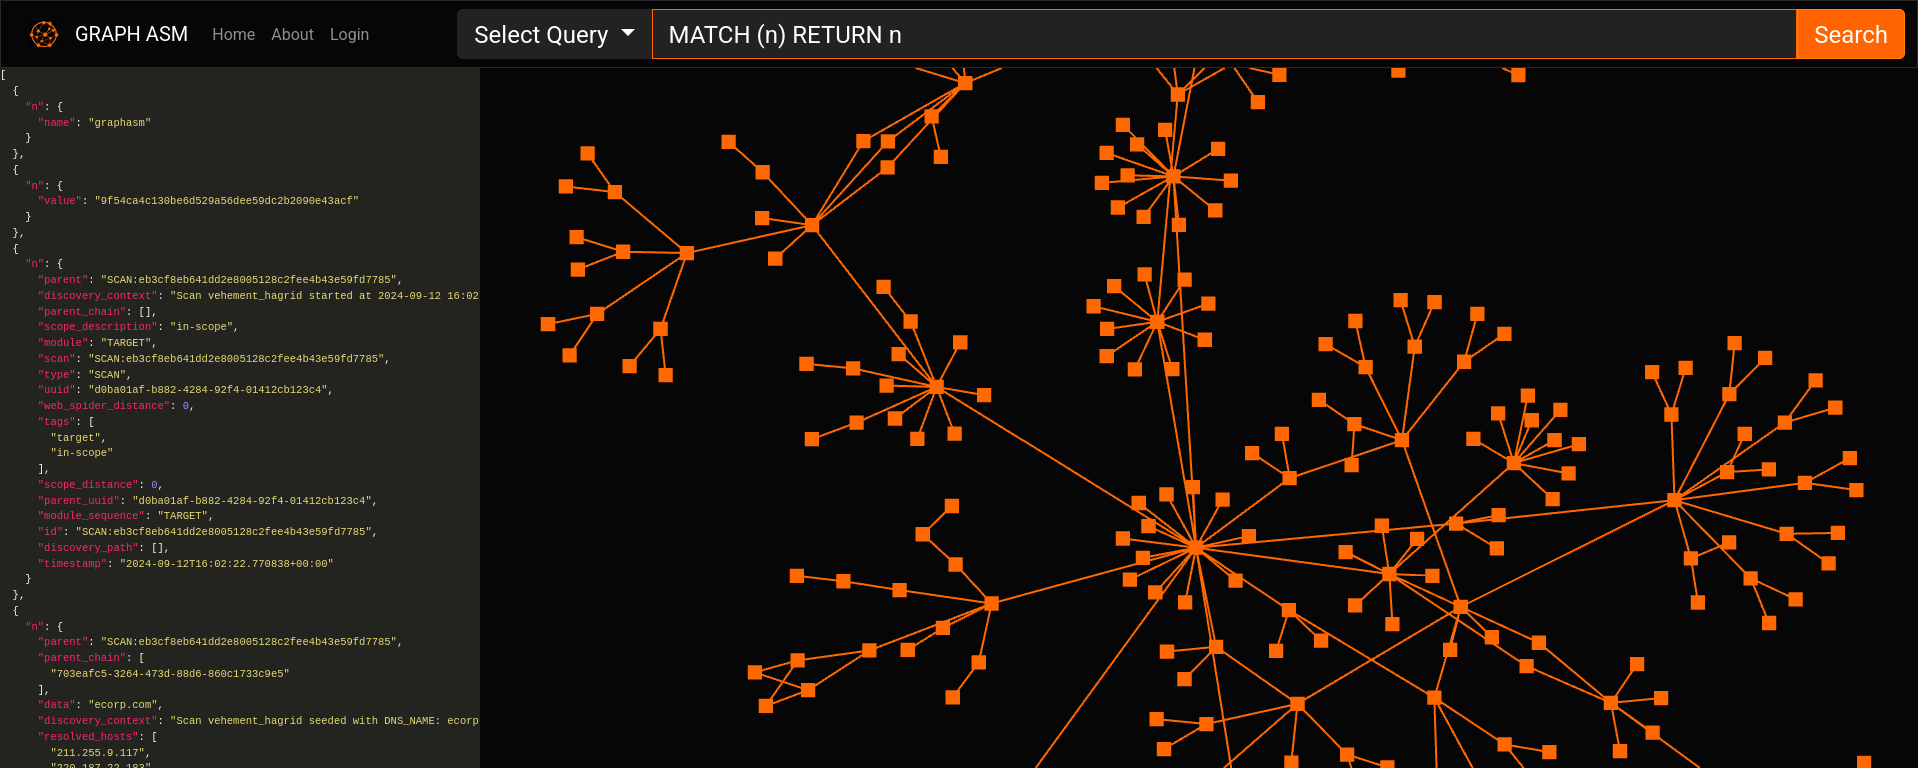 GRAPH ASM Home About Login Select Query MATCH (n) RETURN n Search
[
{
"n": {
"name": "graphasm"
}
},
{
"n": {
"value": "9f54ca4c130be6d529a56dee59dc2b2090e43acf"
}
},
{
"n": {
"parent": "SCAN:eb3cf8eb641dd2e8005128c2fee4b43e59fd7785",
"discovery_context": "Scan vehement_hagrid started at 2024-09-12 16:02
"parent_chain": [],
"scope_description": "in-scope",
"module": "TARGET",
"scan": "SCAN:eb3cf8eb641dd2e8005128c2fee4b43e59fd7785",
"type": "SCAN",
"uuid": "d0ba01af-b882-4284-92f4-01412cb123c4",
"web_spider_distance": 0,
"tags": [
"target",
"in-scope"
],
"scope_distance": 0,
"parent_uuid": "d0ba01af-b882-4284-92f4-01412cb123c4",
"module_sequence": "TARGET",
"id": "SCAN:eb3cf8eb641dd2e8005128c2fee4b43e59fd7785",
"discovery_path": [],
"timestamp": "2024-09-12T16:02:22.770838+00:00"
}
},
{
"n": {
"parent": "SCAN:eb3cf8eb641dd2e8005128c2fee4b43e59fd7785",
"parent_chain": [
"703eafc5-3264-473d-88d6-860c1733c9e5"
],
"data": "ecorp.com",
"discovery_context": "Scan vehement_hagrid seeded with DNS_NAME: ecorp
"resolved_hosts": [
"211.255.9.117",
"220.187.22.183"